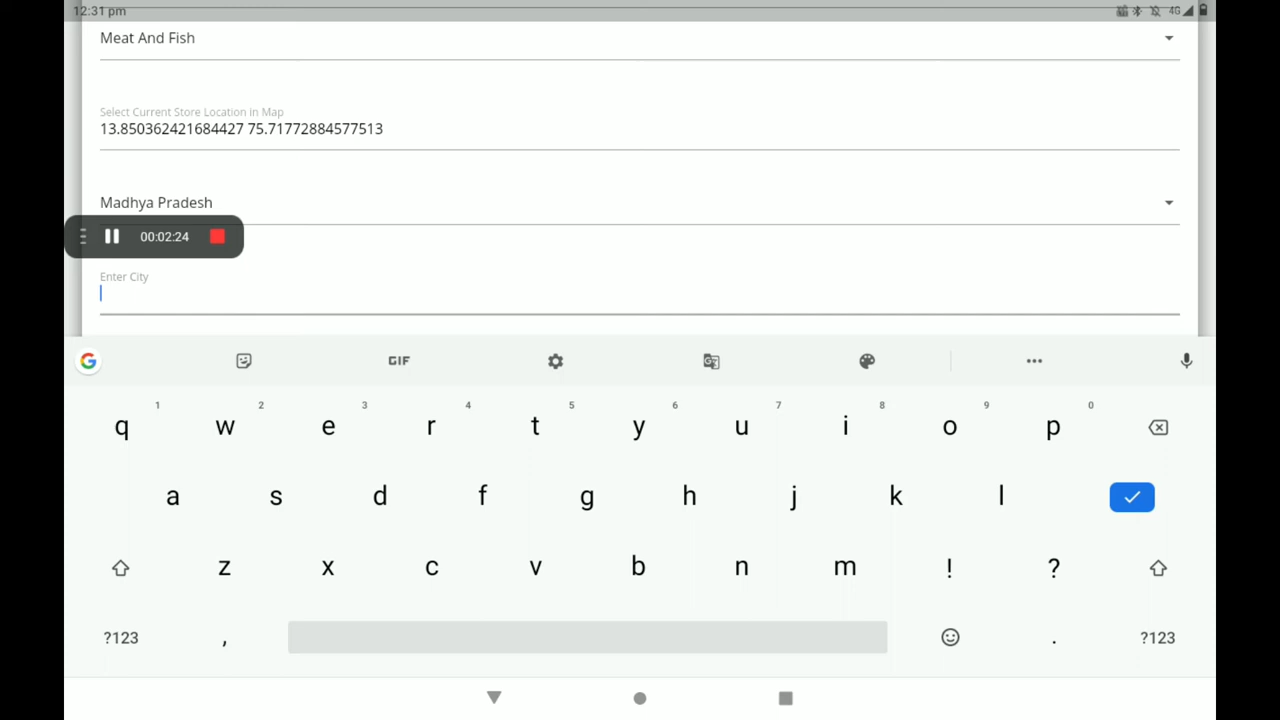 12:31 pm
4G
Meat And Fish
Select Current Store Location in Map
13.850362421684427 75.71772884577513
Madhya Pradesh
00:02:24
Enter City
GIF
1 2 3 4 5 6 7 8 9 0
q w e r t y u i o p
a s d f g h j k l
z x c v b n m ! ?
?123 , . ?123